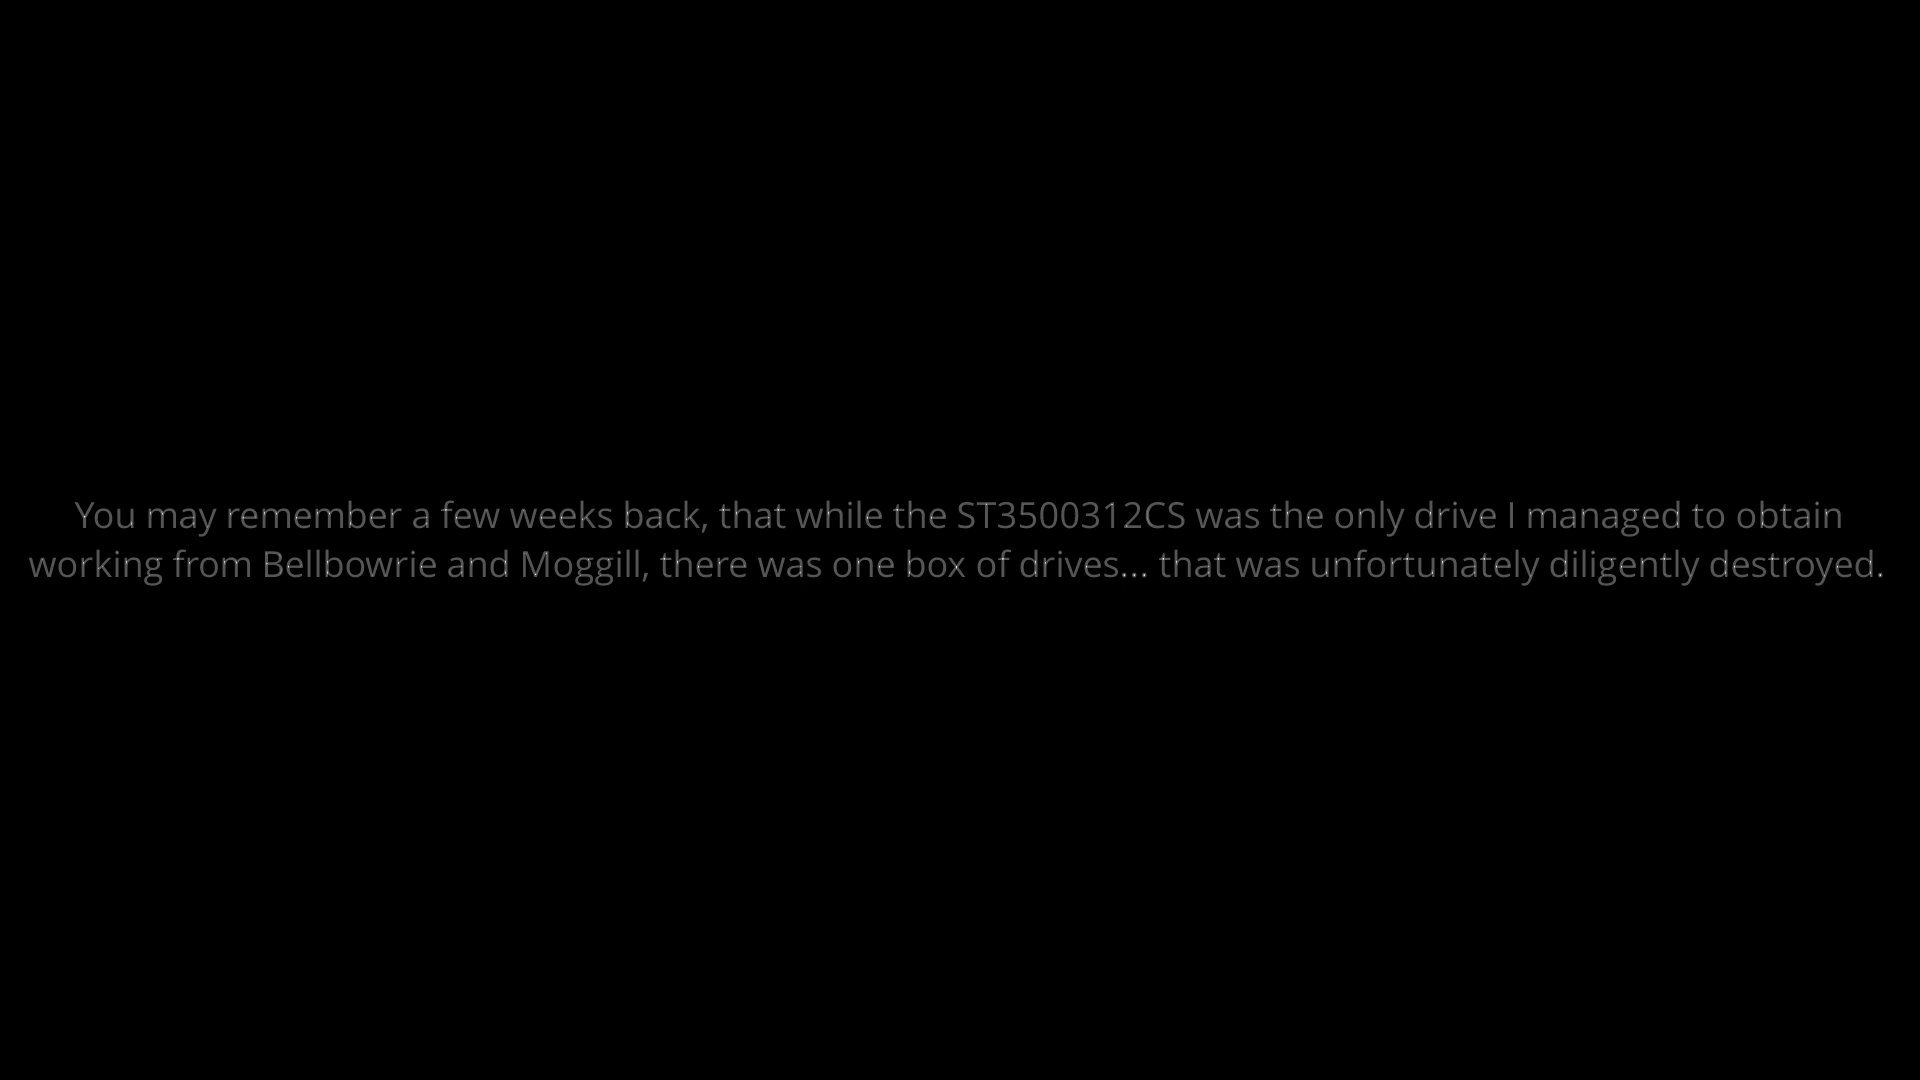 You may remember a few weeks back, that while the ST3500312CS was the only drive I managed to obtain
working from Bellbowrie and Moggill, there was one box of drives... that was unfortunately diligently destroyed.